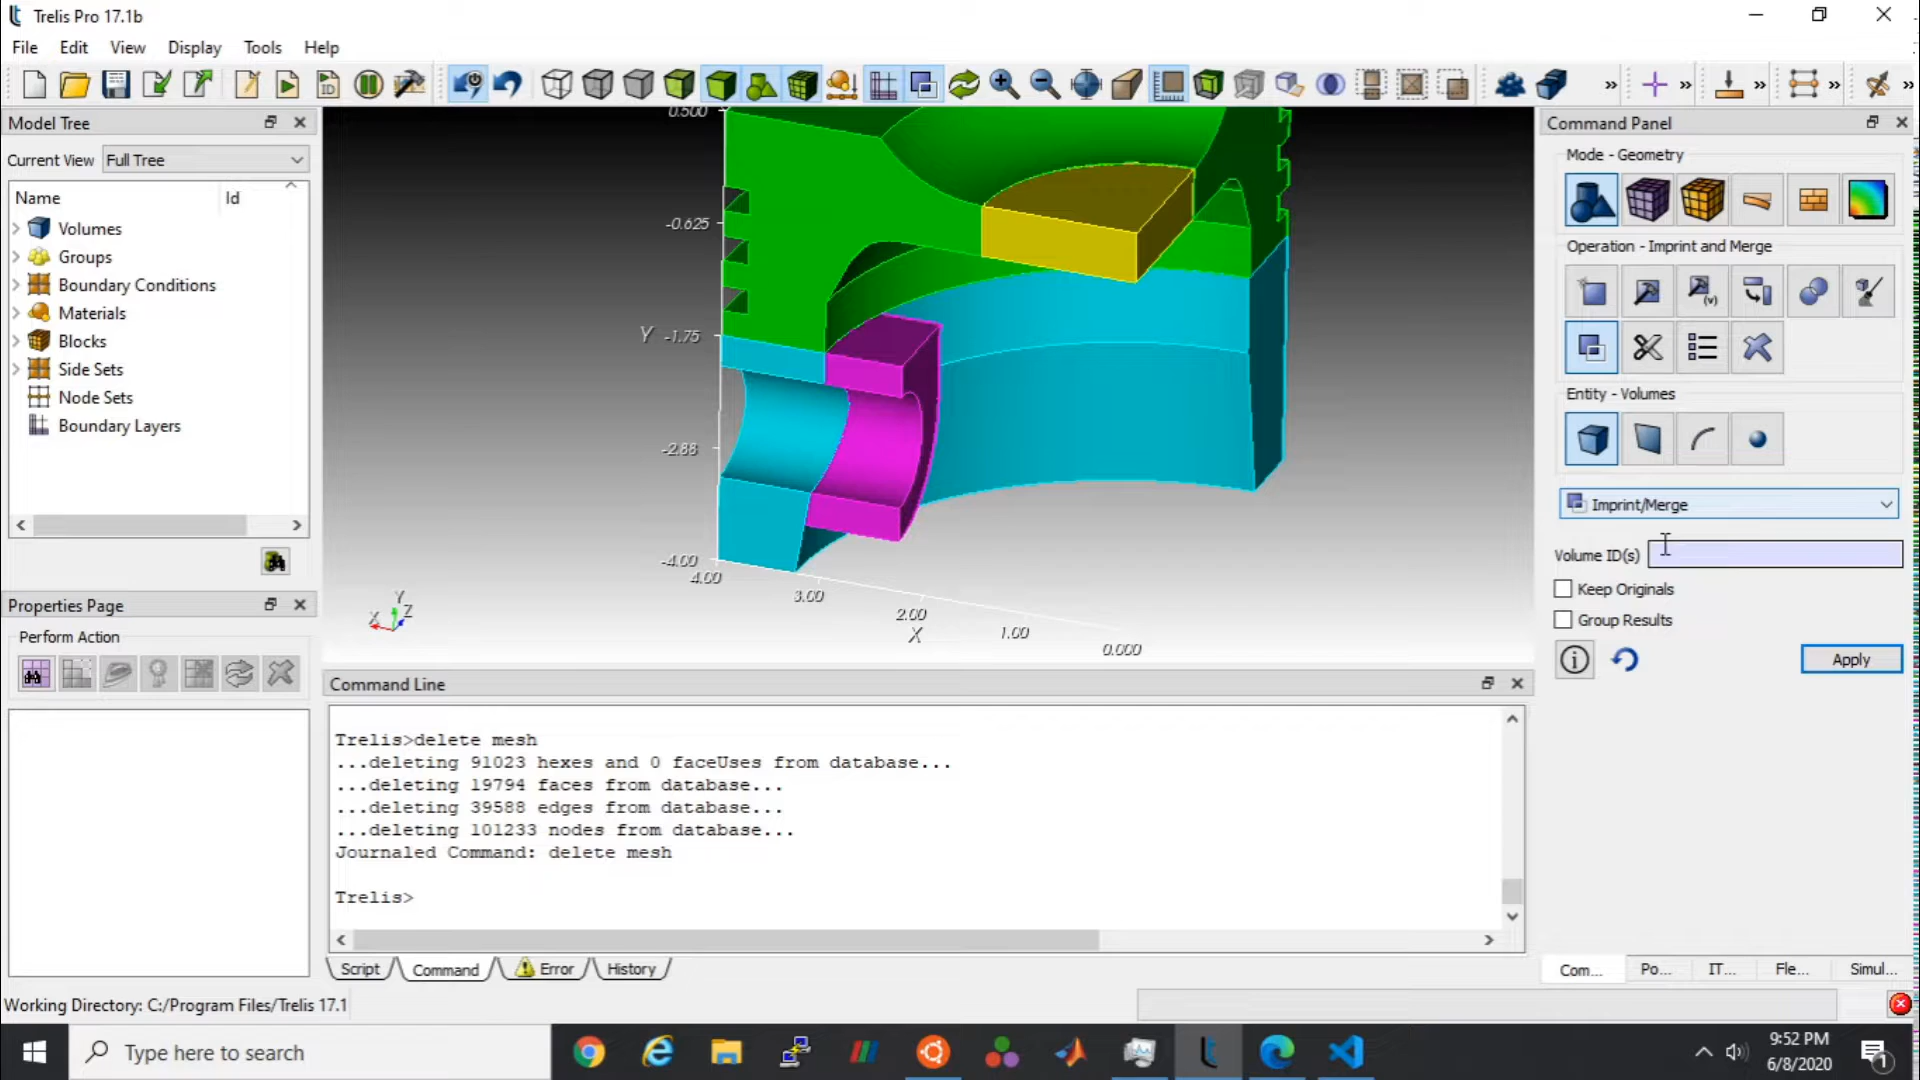 Trelis Pro 17.1b
File Edit View Display Tools Help
Model Tree
Current View Full Tree
Name Id
Volumes
Groups
Boundary Conditions
Materials
Blocks
Side Sets
Node Sets
Boundary Layers
Properties Page
Perform Action
0.500
-0.625
Y -1.75
-2.88
-4.00
4.00
3.00
2.00
X
1.00
0.000
Y
X Z
Command Line
Trelis>delete mesh
...deleting 91023 hexes and 0 faceUses from database...
...deleting 19794 faces from database...
...deleting 39588 edges from database...
...deleting 101233 nodes from database...
Journaled Command: delete mesh
Trelis>
Script Command Error History
Command Panel
Mode - Geometry
Operation - Imprint and Merge
(v)
Entity - Volumes
Imprint/Merge
Volume ID(s)
Keep Originals
Group Results
Apply
Com... Po... IT... Fle... Simul...
Working Directory: C:/Program Files/Trelis 17.1
Type here to search
9:52 PM
6/8/2020
1